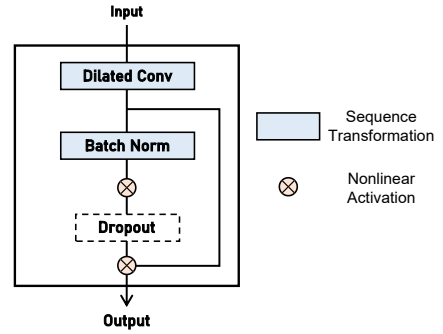 Input
Dilated Conv
Batch Norm
Dropout
Output
Sequence
Transformation
Nonlinear
Activation